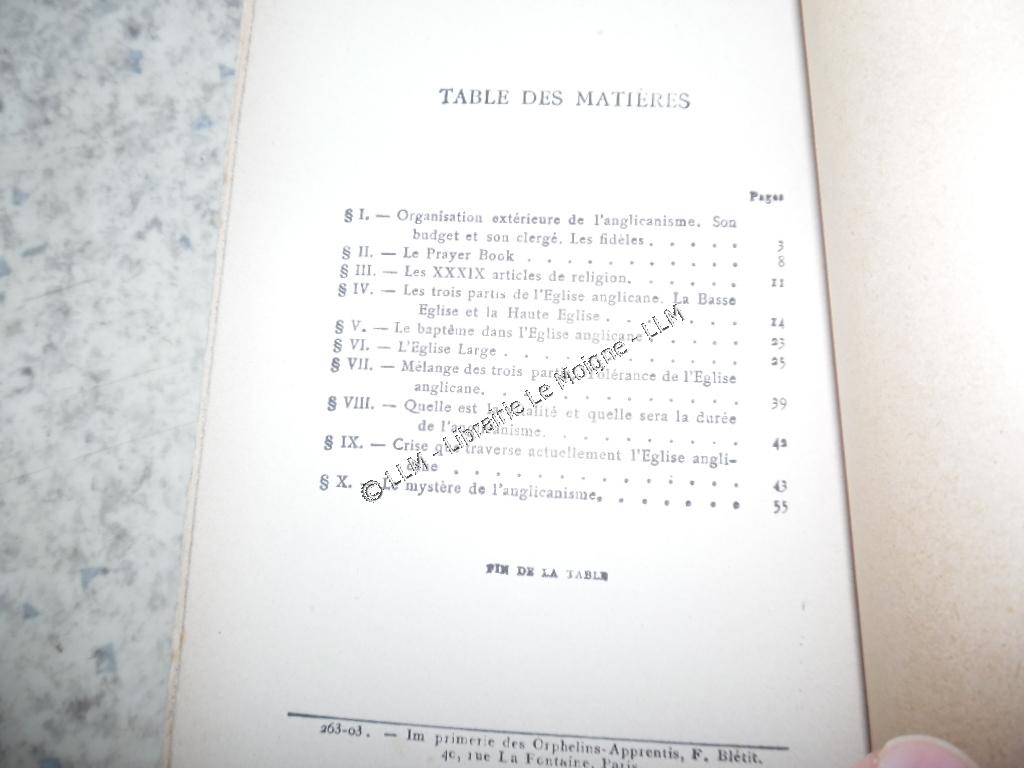 TABLE DES MATIÈRES
Pages
§ I. — Organisation extérieure de l'anglicanisme. Son
budget et son clergé. Les fidèles . . . . . 3
§ II. — Le Prayer Book . . . . . . . . . . . 8
§ III. — Les XXXIX articles de religion. . . . . . 11
§ IV. — Les trois partis de l'Eglise anglicane. La Basse
Eglise et la Haute Eglise . . . . . . . 14
§ V. — Le baptême dans l'Eglise anglicane . . . . . 23
§ VI. — L'Eglise Large . . . . . . . . . . . . 25
§ VII. — Mélange des trois partis. Tolérance de l'Eglise
anglicane. . . . . . . . . . . . . 39
§ VIII. — Quelle est la et quelle sera la durée
de l'anglicanisme. . . . . . . . . . 42
§ IX. — Crise que traverse actuellement l'Eglise angli-
cane . . . . . . . . . . . . . 43
§ X. — Le mystère de l'anglicanisme. . . . . . . 55
© LLM - Librairie Le Moigne - LLM
FIN DE LA TABLE
263-03. — Im primerie des Orphelins-Apprentis, F. Blétit.
40, rue La Fontaine, Paris